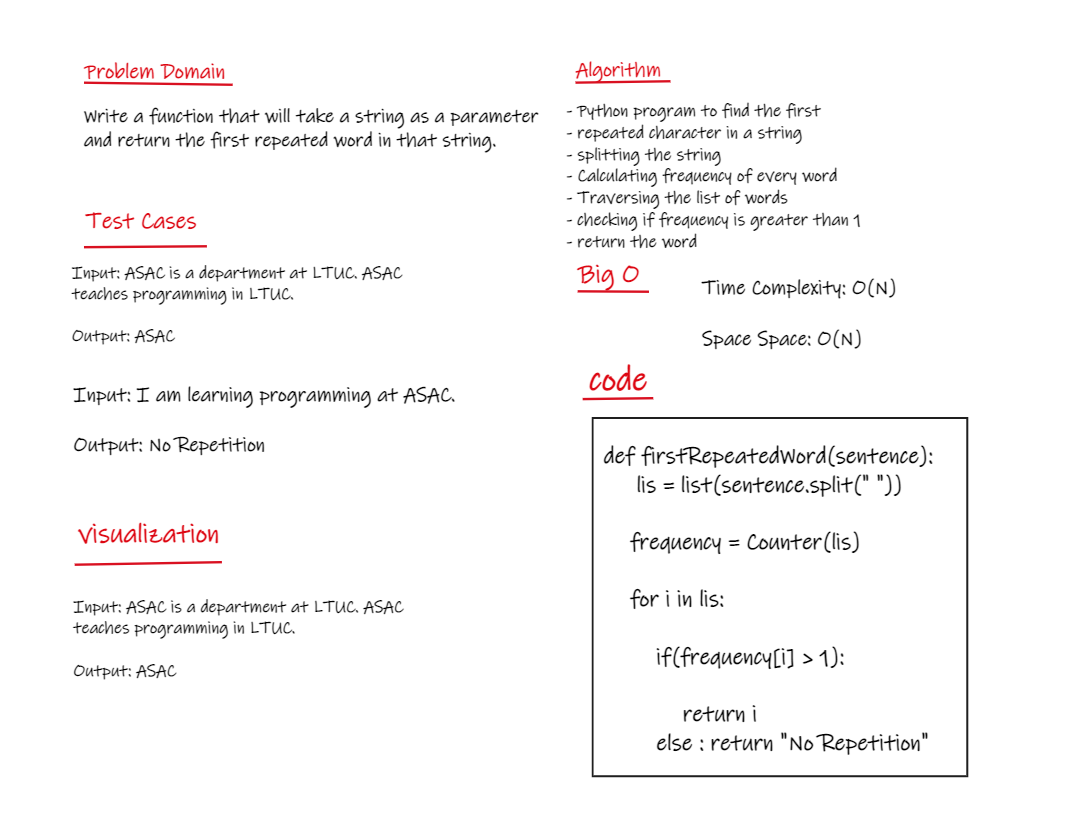 Problem Domain
Write a function that will take a string as a parameter
and return the first repeated word in that string.
Test Cases
Input: ASAC is a department at LTUC. ASAC
teaches programming in LTUC.
Output: ASAC
Input: I am learning programming at ASAC.
Output: No Repetition
Visualization
Input: ASAC is a department at LTUC. ASAC
teaches programming in LTUC.
Output: ASAC
Algorithm
- Python program to find the first
- repeated character in a string
- splitting the string
- Calculating frequency of every word
- Traversing the list of words
- checking if frequency is greater than 1
- return the word
Big O
Time Complexity: O(N)
Space Space: O(N)
code
def firstRepeatedWord(sentence):
lis = list(sentence.split(" "))
frequency = Counter(lis)
for i in lis:
if(frequency[i] > 1):
return i
else : return "No Repetition"